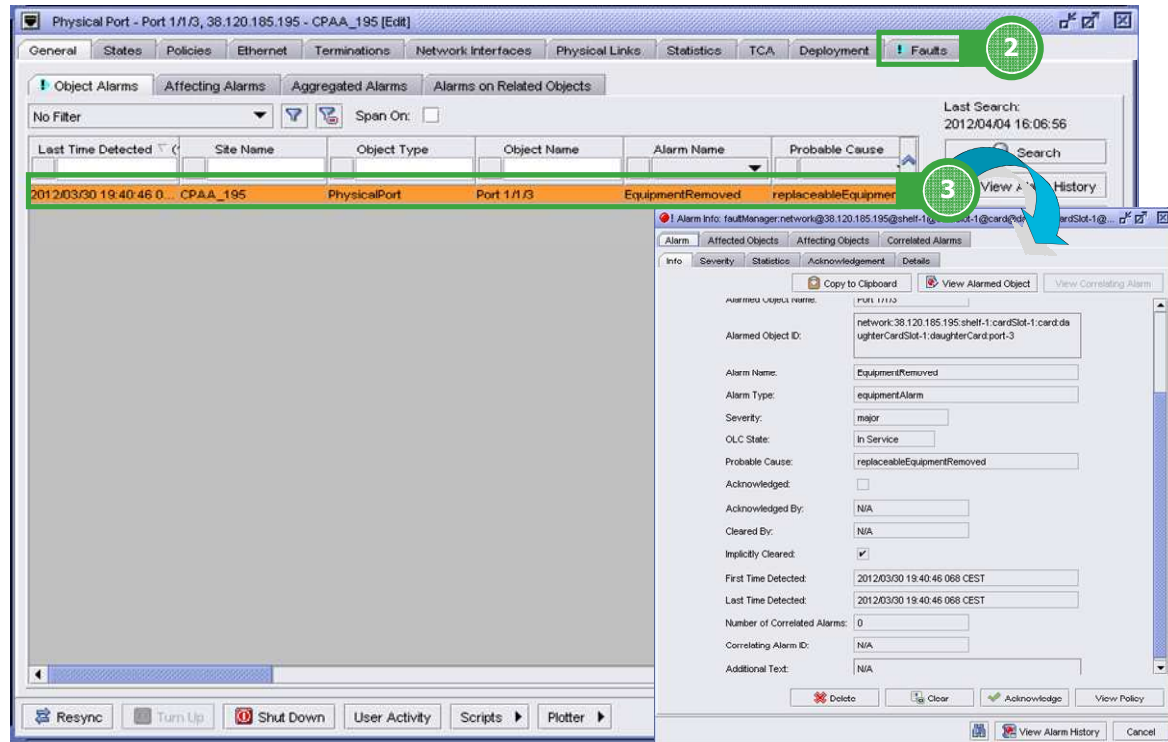 Physical Port - Port 1/1/3, 38.120.185.195 - CPAA_195 [Edit]
General States Policies Ethernet Terminations Network Interfaces Physical Links Statistics TCA Deployment ! Faults
2
! Object Alarms Affecting Alarms Aggregated Alarms Alarms on Related Objects
No Filter Span On:
Last Search:
2012/04/04 16:06:56
Search
View History
Last Time Detected Site Name Object Type Object Name Alarm Name Probable Cause
2012/03/30 19:40:46 0... CPAA_195 PhysicalPort Port 1/1/3 EquipmentRemoved replaceableEquipmen
3
! Alarm Info: faultManager:network@38.120.185.195@shelf-1@
Alarm Affected Objects Affecting Objects Correlated Alarms
Info Severity Statistics Acknowledgement Details
Copy to Clipboard View Alarmed Object View Correlating Alarm
Alarmed Object Name: Port 1/1/3
Alarmed Object ID: network:38.120.185.195:shelf-1:cardSlot-1:card:da
ughterCardSlot-1:daughterCard:port-3
Alarm Name: EquipmentRemoved
Alarm Type: equipmentAlarm
Severity: major
OLC State: In Service
Probable Cause: replaceableEquipmentRemoved
Acknowledged:
Acknowledged By: N/A
Cleared By: N/A
Implicitly Cleared:
First Time Detected: 2012/03/30 19:40:46 068 CEST
Last Time Detected: 2012/03/30 19:40:46 068 CEST
Number of Correlated Alarms: 0
Correlating Alarm ID: N/A
Additional Text: N/A
Delete Clear Acknowledge View Policy
View Alarm History Cancel
Resync Turn Up Shut Down User Activity Scripts Plotter